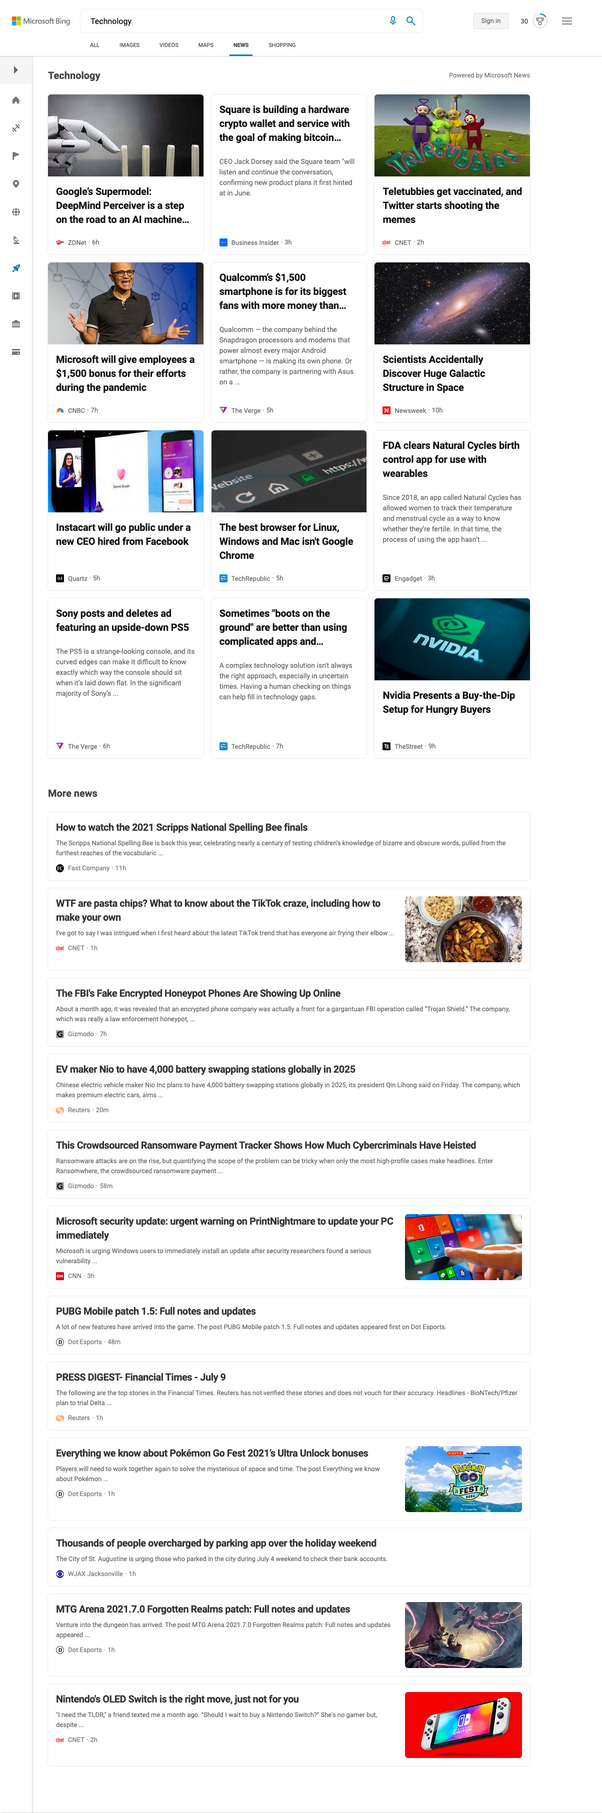 Microsoft Bing
Technology
Sign in
30
ALL
IMAGES
VIDEOS
MAPS
NEWS
SHOPPING
Technology
Powered by Microsoft News
Google's Supermodel:
DeepMind Perceiver is a step
on the road to an AI machine...
ZDNet · 6h
Square is building a hardware
crypto wallet and service with
the goal of making bitcoin...
CEO Jack Dorsey said the Square team "will
listen and continue the conversation,
confirming new product plans it first hinted
at in June.
Business Insider · 3h
Teletubbies
Teletubbies get vaccinated, and
Twitter starts shooting the
memes
CNET · 2h
Microsoft will give employees a
$1,500 bonus for their efforts
during the pandemic
CNBC · 7h
Qualcomm's $1,500
smartphone is for its biggest
fans with more money than...
Qualcomm — the company behind the
Snapdragon processors and modems that
power almost every major Android
smartphone — is making its own phone. Or
rather, the company is partnering with Asus
on a ...
The Verge · 5h
Scientists Accidentally
Discover Huge Galactic
Structure in Space
Newsweek · 10h
Instacart will go public under a
new CEO hired from Facebook
Quartz · 5h
Website
https://w
The best browser for Linux,
Windows and Mac isn't Google
Chrome
TechRepublic · 5h
FDA clears Natural Cycles birth
control app for use with
wearables
Since 2018, an app called Natural Cycles has
allowed women to track their temperature
and menstrual cycle as a way to know
whether they're fertile. In that time, the
process of using the app hasn't ...
Engadget · 3h
Sony posts and deletes ad
featuring an upside-down PS5
The PS5 is a strange-looking console, and its
curved edges can make it difficult to know
exactly which way the console should sit
when it's laid down flat. In the significant
majority of Sony's ...
The Verge · 6h
Sometimes "boots on the
ground" are better than using
complicated apps and...
A complex technology solution isn't always
the right approach, especially in uncertain
times. Having a human checking on things
can help fill in technology gaps.
TechRepublic · 7h
NVIDIA
Nvidia Presents a Buy-the-Dip
Setup for Hungry Buyers
TheStreet · 9h
More news
How to watch the 2021 Scripps National Spelling Bee finals
The Scripps National Spelling Bee is back this year, celebrating nearly a century of testing children's knowledge of bizarre and obscure words, pulled from the
furthest reaches of the vocabularic ...
Fast Company · 11h
WTF are pasta chips? What to know about the TikTok craze, including how to
make your own
I've got to say I was intrigued when I first heard about the latest TikTok trend that has everyone air frying their elbow ...
CNET · 1h
The FBI's Fake Encrypted Honeypot Phones Are Showing Up Online
About a month ago, it was revealed that an encrypted phone company was actually a front for a gargantuan FBI operation called "Trojan Shield." The company,
which was really a law enforcement honeypot, ...
Gizmodo · 7h
EV maker Nio to have 4,000 battery swapping stations globally in 2025
Chinese electric vehicle maker Nio Inc plans to have 4,000 battery swapping stations globally in 2025, its president Qin Lihong said on Friday. The company, which
makes premium electric cars, aims ...
Reuters · 20m
This Crowdsourced Ransomware Payment Tracker Shows How Much Cybercriminals Have Heisted
Ransomware attacks are on the rise, but quantifying the scope of the problem can be tricky when only the most high-profile cases make headlines. Enter
Ransomwhere, the crowdsourced ransomware payment ...
Gizmodo · 58m
Microsoft security update: urgent warning on PrintNightmare to update your PC
immediately
Microsoft is urging Windows users to immediately install an update after security researchers found a serious
vulnerability ...
CNN · 3h
PUBG Mobile patch 1.5: Full notes and updates
A lot of new features have arrived into the game. The post PUBG Mobile patch 1.5: Full notes and updates appeared first on Dot Esports.
Dot Esports · 48m
PRESS DIGEST- Financial Times - July 9
The following are the top stories in the Financial Times. Reuters has not verified these stories and does not vouch for their accuracy. Headlines - BioNTech/Pfizer
plan to trial Delta ...
Reuters · 1h
Everything we know about Pokémon Go Fest 2021's Ultra Unlock bonuses
Players will need to work together again to solve the mysterious of space and time. The post Everything we know
about Pokémon ...
Dot Esports · 1h
POKÉMON
GO
FEST
Thousands of people overcharged by parking app over the holiday weekend
The City of St. Augustine is urging those who parked in the city during July 4 weekend to check their bank accounts.
WJAX Jacksonville · 1h
MTG Arena 2021.7.0 Forgotten Realms patch: Full notes and updates
Venture into the dungeon has arrived. The post MTG Arena 2021.7.0 Forgotten Realms patch: Full notes and updates
appeared ...
Dot Esports · 1h
Nintendo's OLED Switch is the right move, just not for you
"I need the TLDR," a friend texted me a month ago. "Should I wait to buy a Nintendo Switch?" She's no garner but,
despite ...
CNET · 2h
SWITCH